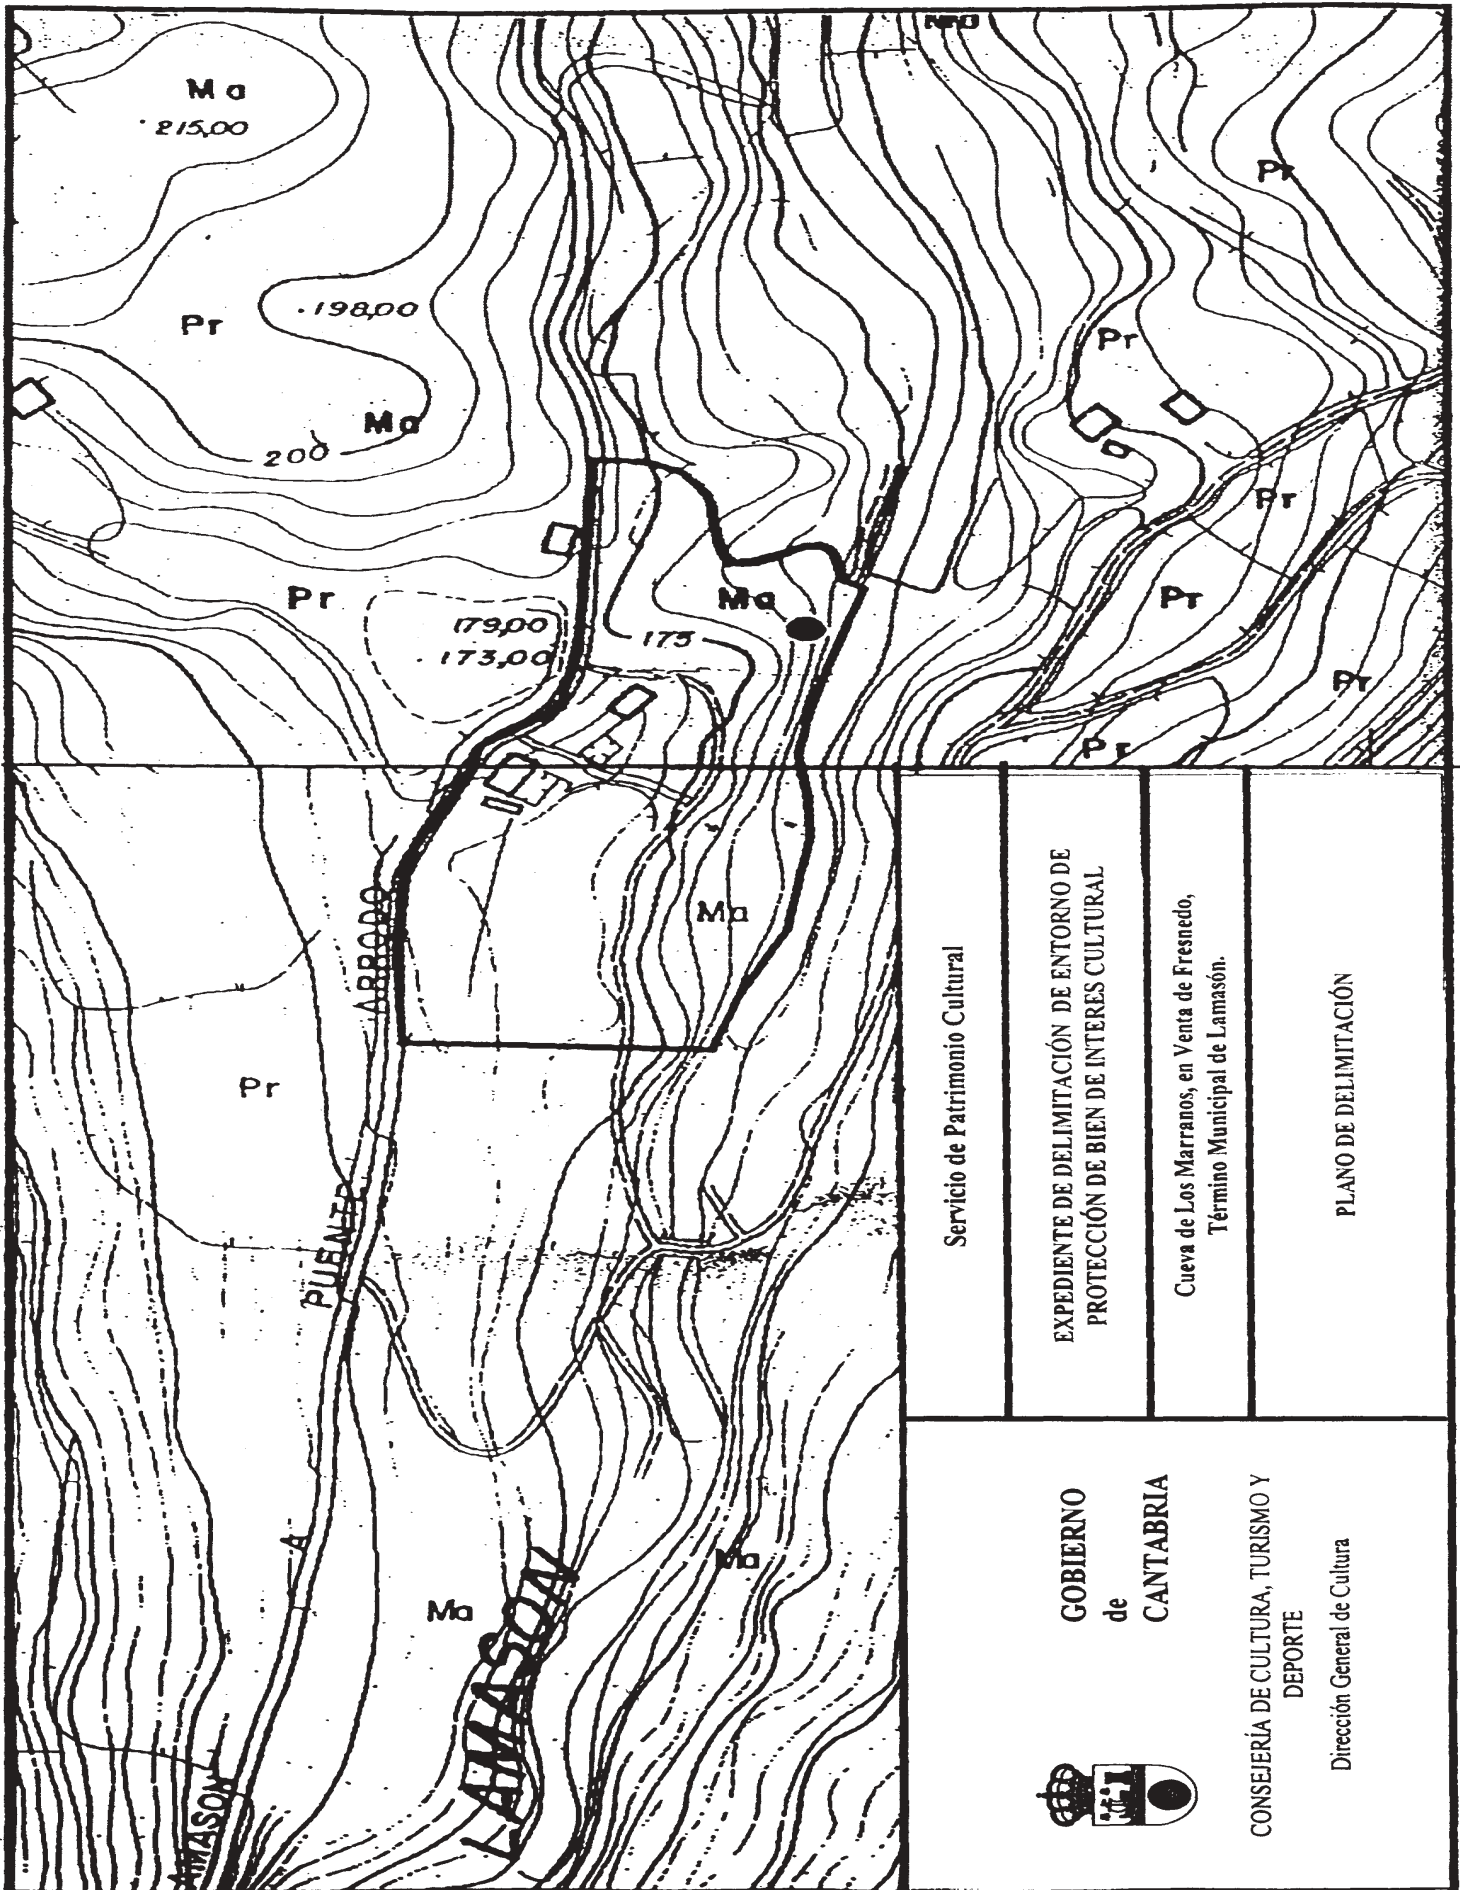 Ma
215,00
Pr
198,00
Pr
Pr
Ma
200
Pr
Pr
179,00
Ma
Pr
173,00
175
Pr
Pr
Ma
ARRODO
Pr
PUENTE
A
Ma
Ma
LAMASON
Servicio de Patrimonio Cultural
EXPEDIENTE DE DELIMITACIÓN DE ENTORNO DE
PROTECCIÓN DE BIEN DE INTERES CULTURAL
Cueva de Los Marranos, en Venta de Fresnedo,
Término Municipal de Lamasón.
PLANO DE DELIMITACIÓN
GOBIERNO
de
CANTABRIA
CONSEJERÍA DE CULTURA, TURISMO Y
DEPORTE
Dirección General de Cultura